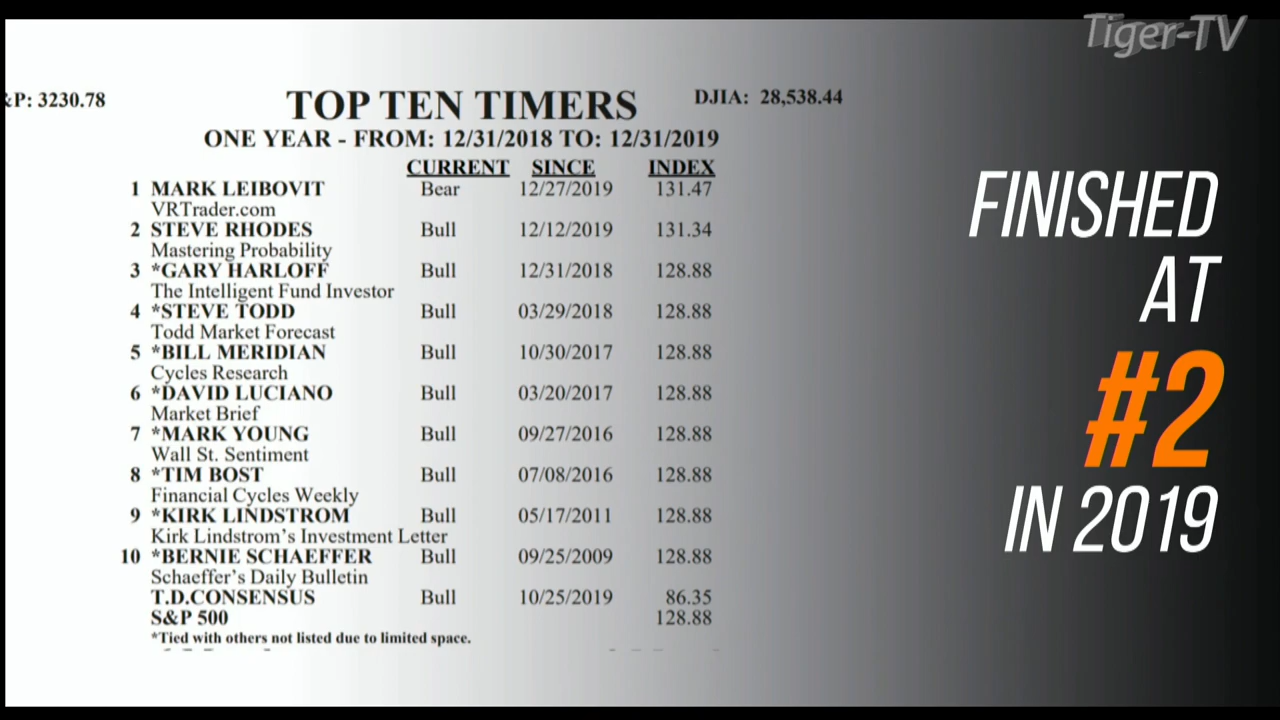 Tiger-TV
&P: 3230.78
TOP TEN TIMERS
DJIA: 28,538.44
ONE YEAR - FROM: 12/31/2018 TO: 12/31/2019
CURRENT SINCE INDEX
1 MARK LEIBOVIT Bear 12/27/2019 131.47
VRTrader.com
2 STEVE RHODES Bull 12/12/2019 131.34
Mastering Probability
3 *GARY HARLOFF Bull 12/31/2018 128.88
The Intelligent Fund Investor
4 *STEVE TODD Bull 03/29/2018 128.88
Todd Market Forecast
5 *BILL MERIDIAN Bull 10/30/2017 128.88
Cycles Research
6 *DAVID LUCIANO Bull 03/20/2017 128.88
Market Brief
7 *MARK YOUNG Bull 09/27/2016 128.88
Wall St. Sentiment
8 *TIM BOST Bull 07/08/2016 128.88
Financial Cycles Weekly
9 *KIRK LINDSTROM Bull 05/17/2011 128.88
Kirk Lindstrom's Investment Letter
10 *BERNIE SCHAEFFER Bull 09/25/2009 128.88
Schaeffer's Daily Bulletin
T.D.CONSENSUS Bull 10/25/2019 86.35
S&P 500 128.88
*Tied with others not listed due to limited space.
FINISHED
AT
#2
IN 2019